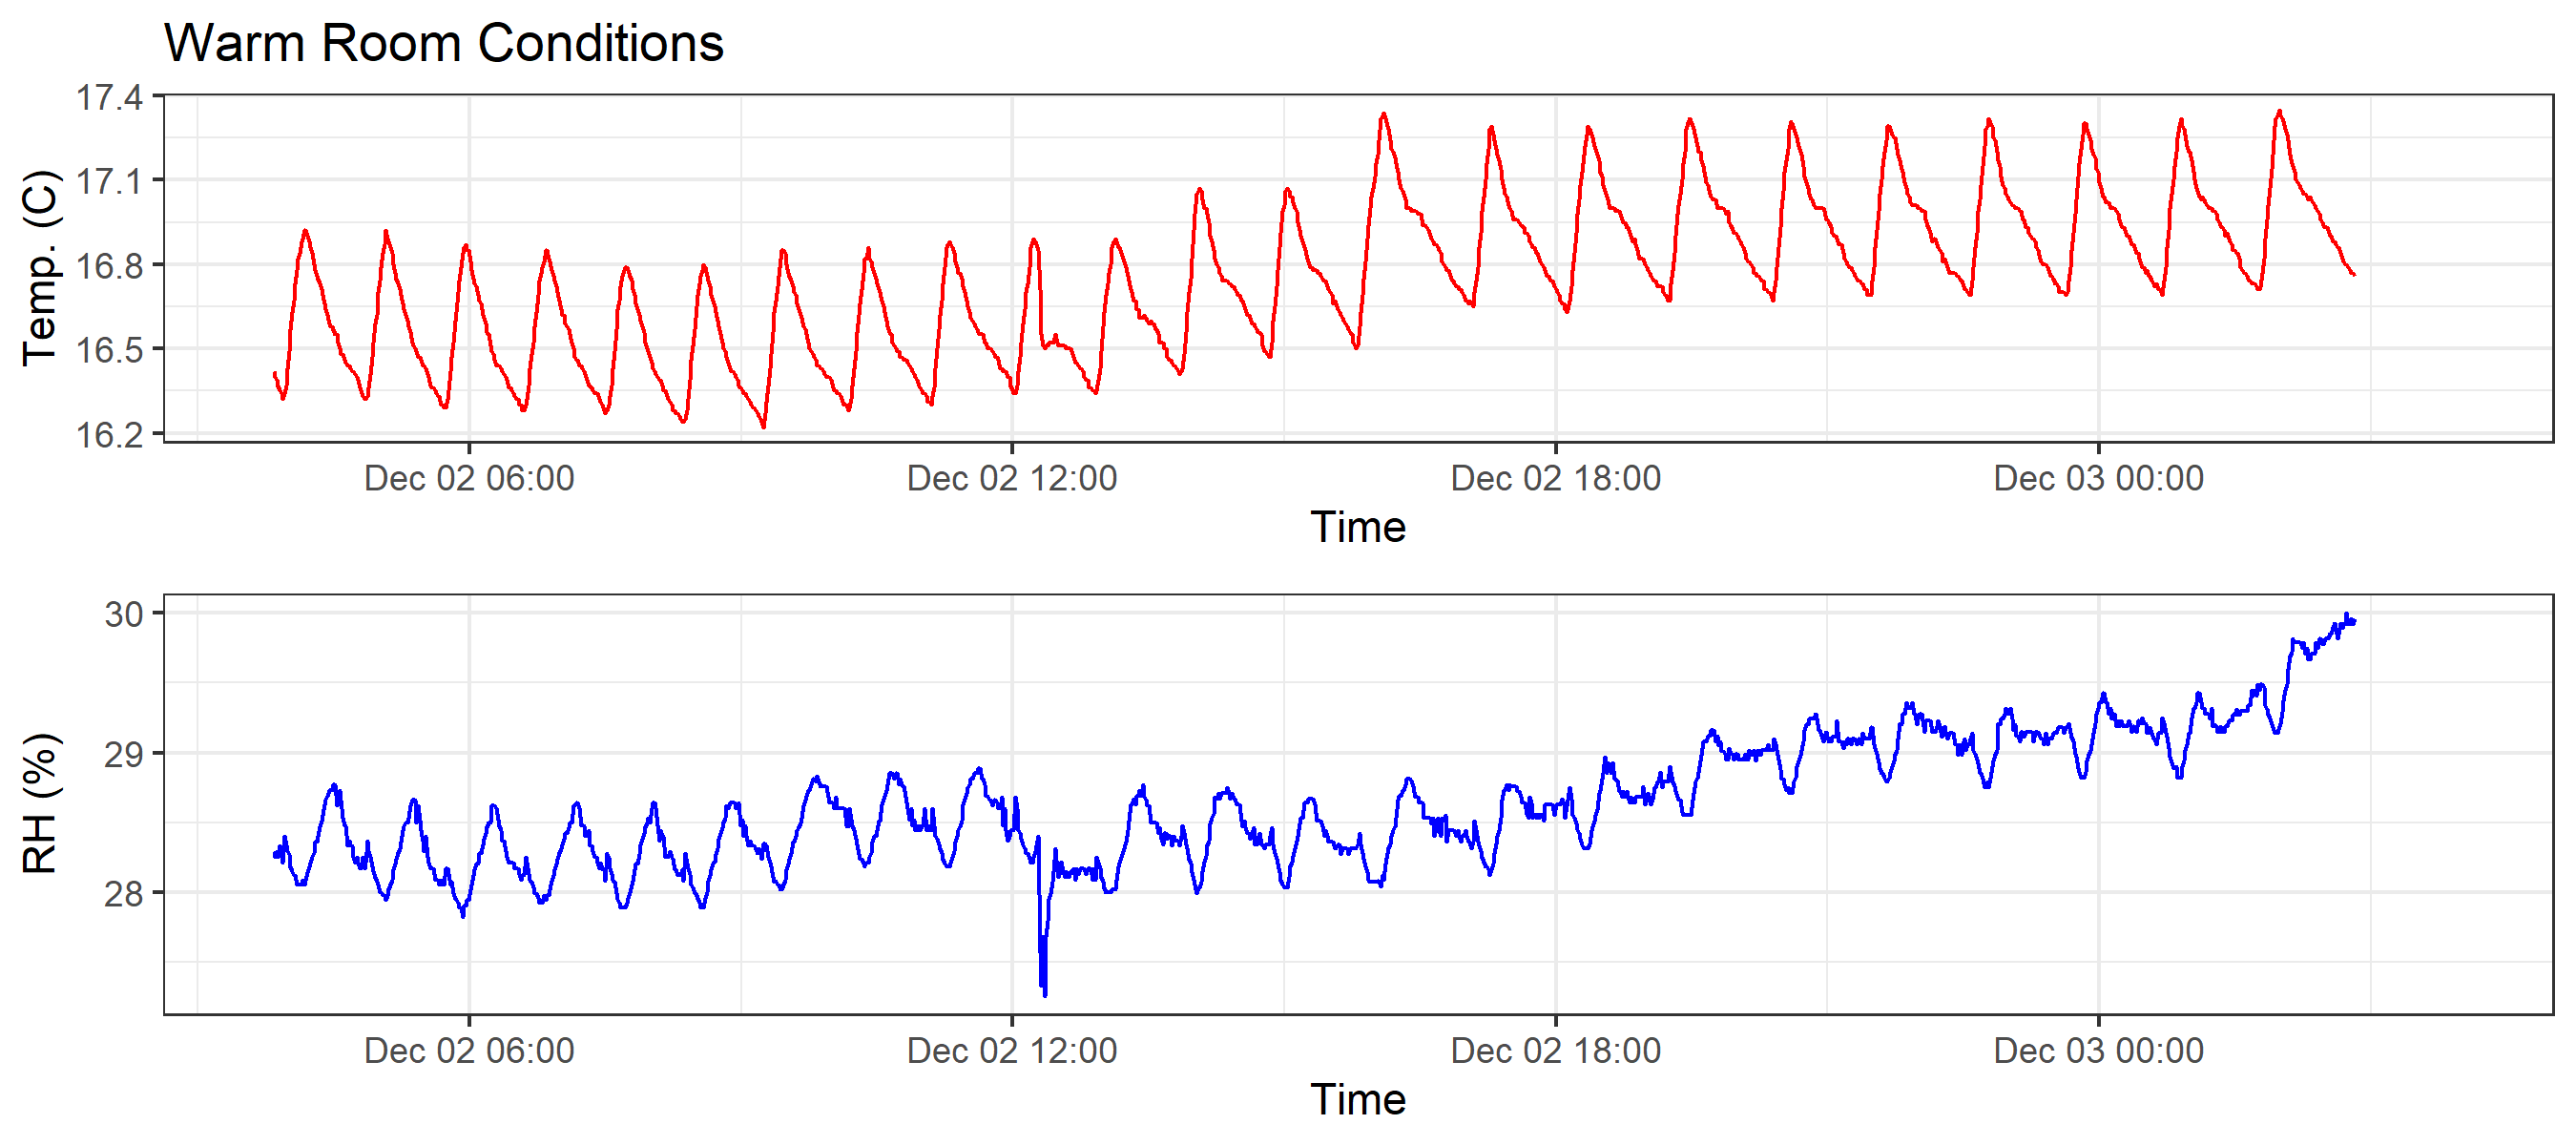 Warm Room Conditions
Temp. (C)
17.4
17.1
16.8
16.5
16.2
Dec 02 06:00 Dec 02 12:00 Dec 02 18:00 Dec 03 00:00
Time
RH (%)
30
29
28
Dec 02 06:00 Dec 02 12:00 Dec 02 18:00 Dec 03 00:00
Time